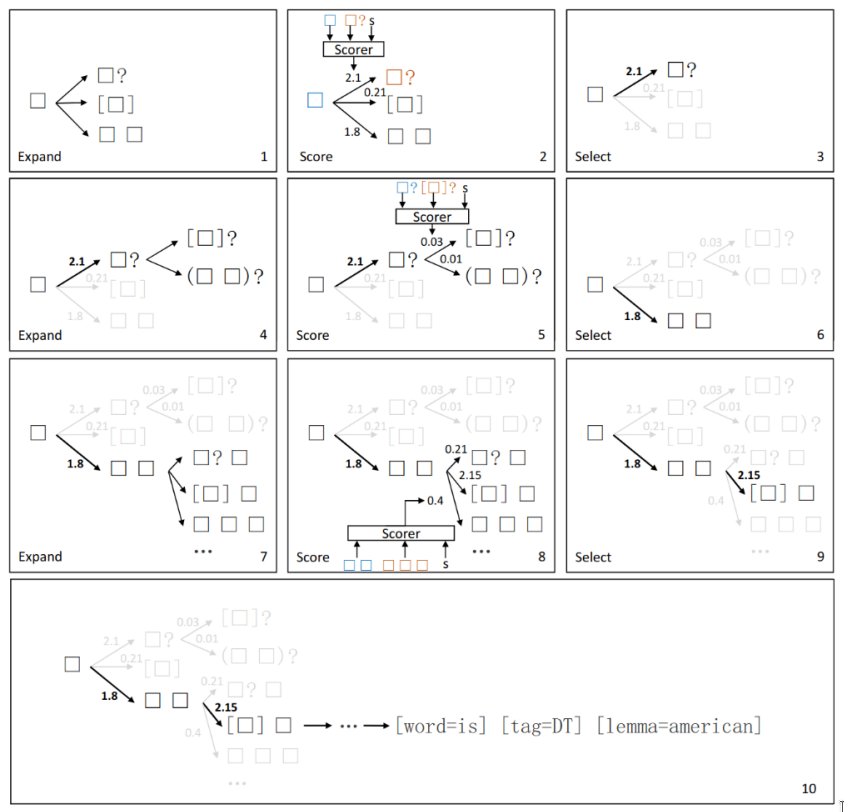 □ □? s
Scorer
2.1
□ □? [□] □ □
Expand 1
□ 0.21 □? [□] 1.8 □ □
Score 2
2.1 □?
□ 0.21 [□]
1.8 □ □
Select 3
□?[□]? s
Scorer
2.1 □? [□]? (□ □)?
□ 0.21 [□]
1.8 □ □
Expand 4
2.1 □? 0.03 [□]? 0.01 (□ □)?
□ 0.21 [□]
1.8 □ □
Score 5
2.1 □? 0.03 [□]? 0.01 (□ □)?
□ 0.21 [□]
1.8 □ □
Select 6
2.1 □? 0.03 [□]? 0.01 (□ □)?
□ 0.21 [□]
1.8 □ □ □? □
[□] □
□ □ □
...
Expand 7
2.1 □? 0.03 [□]? 0.01 (□ □)?
□ 0.21 [□]
1.8 □ □ 0.21 □? □
2.15 [□] □
0.4 □ □ □
Scorer ...
□ □ □ □ □ s
Score 8
2.1 □? 0.03 [□]? 0.01 (□ □)?
□ 0.21 [□]
1.8 □ □ 0.21 □? □
2.15 [□] □
0.4 □ □ □
...
Select 9
2.1 □? 0.03 [□]? 0.01 (□ □)?
□ 0.21 [□]
1.8 □ □ 0.21 □? □
2.15 [□] □ ... [word=is] [tag=DT] [lemma=american]
0.4 □ □ □
...
10